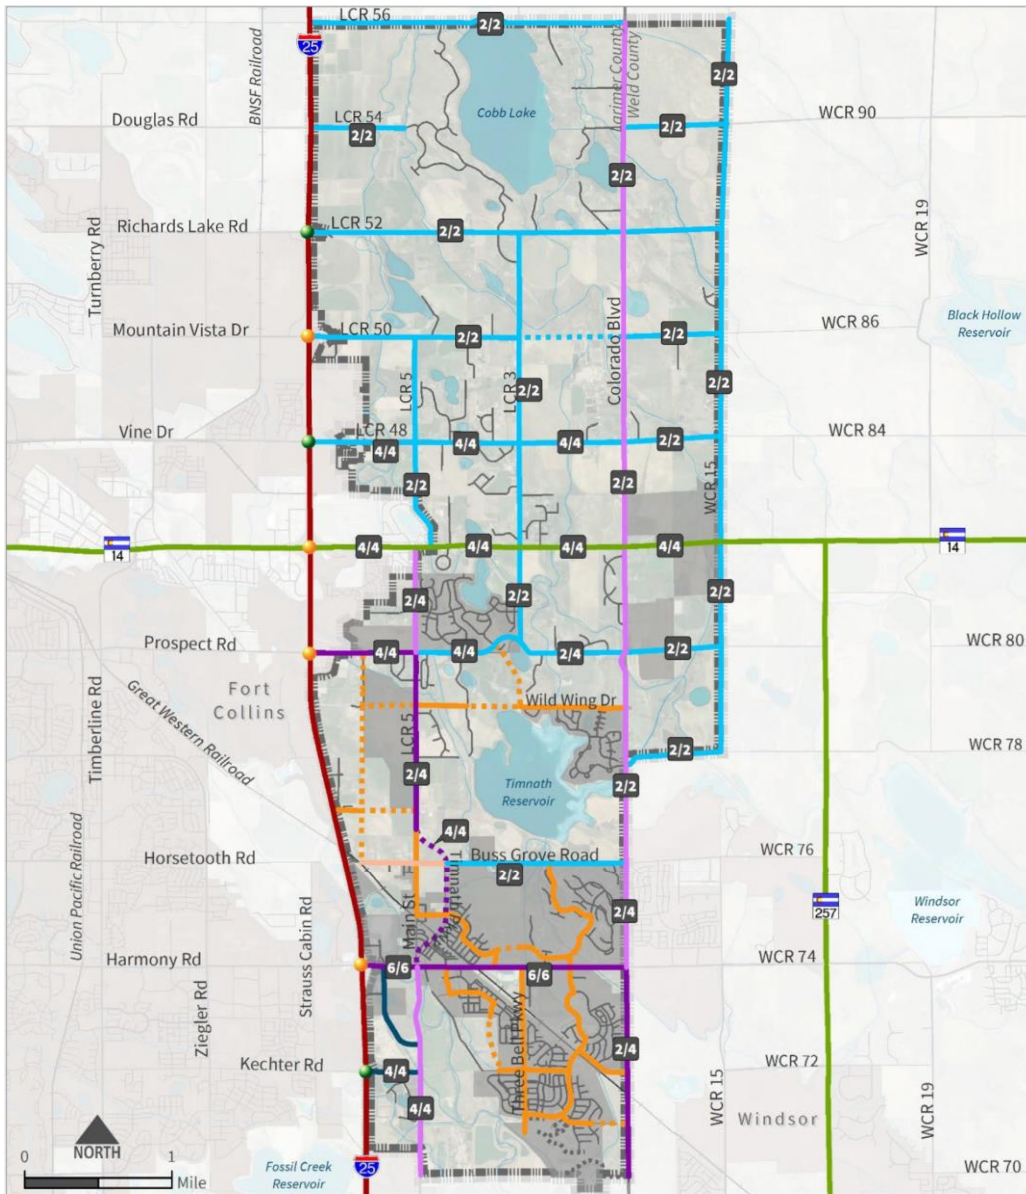 LCR 56
2/2
25
BNSF Railroad
Larimer County
Weld County
2/2
Cobb Lake
Douglas Rd
LCR 54
2/2
2/2
WCR 90
2/2
Turnberry Rd
Richards Lake Rd
LCR 52
2/2
WCR 19
Mountain Vista Dr
LCR 50
2/2
2/2
WCR 86
Black Hollow
Reservoir
Colorado Blvd
LCR 5
LCR 3
2/2
2/2
Vine Dr
LCR 48
4/4
4/4
4/4
2/2
WCR 84
2/2
2/2
WCR 15
14
4/4
4/4
4/4
4/4
14
2/4
2/2
2/2
Prospect Rd
4/4
4/4
2/4
2/2
WCR 80
Fort
Collins
Great Western Railroad
Timberline Rd
Wild Wing Dr
LCR 5
2/4
2/2
WCR 78
Timnath
Reservoir
2/2
4/4
Horsetooth Rd
Buss Grove Road
2/2
WCR 76
Timnath Pkwy
Main St
Union Pacific Railroad
Strauss Cabin Rd
2/4
257
Windsor
Reservoir
Harmony Rd
6/6
6/6
WCR 74
Ziegler Rd
Three Bell Pkwy
2/4
Kechter Rd
4/4
WCR 72
4/4
WCR 15
Windsor
WCR 19
NORTH
0
1
Mile
Fossil Creek
Reservoir
25
WCR 70